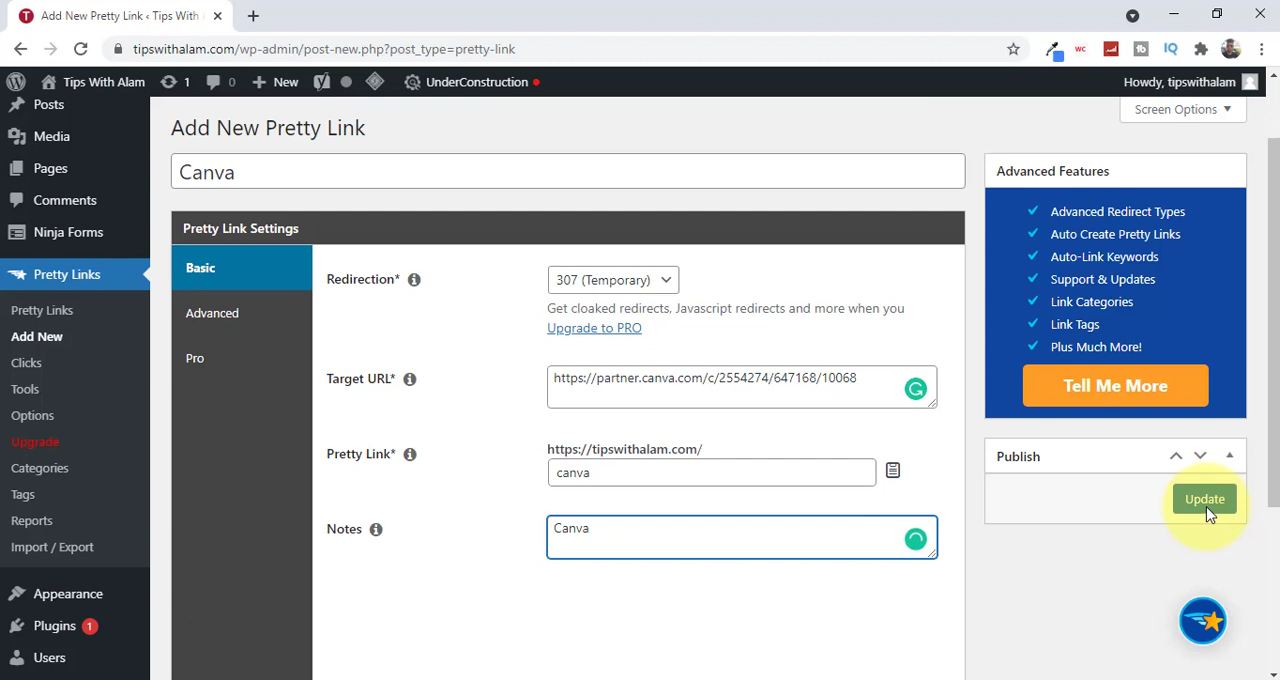 Add New Pretty Link ‹ Tips With
tipswithalam.com/wp-admin/post-new.php?post_type=pretty-link
Tips With Alam 1 0 New UnderConstruction Howdy, tipswithalam
Screen Options
Posts
Media
Pages
Comments
Ninja Forms
Pretty Links
Pretty Links
Add New
Clicks
Tools
Options
Upgrade
Categories
Tags
Reports
Import / Export
Appearance
Plugins 1
Users
Add New Pretty Link
Canva
Pretty Link Settings
Basic
Advanced
Pro
Redirection*
307 (Temporary)
Get cloaked redirects, Javascript redirects and more when you
Upgrade to PRO
Target URL*
https://partner.canva.com/c/2554274/647168/10068
Pretty Link*
https://tipswithalam.com/
canva
Notes
Canva
Advanced Features
Advanced Redirect Types
Auto Create Pretty Links
Auto-Link Keywords
Support & Updates
Link Categories
Link Tags
Plus Much More!
Tell Me More
Publish
Update